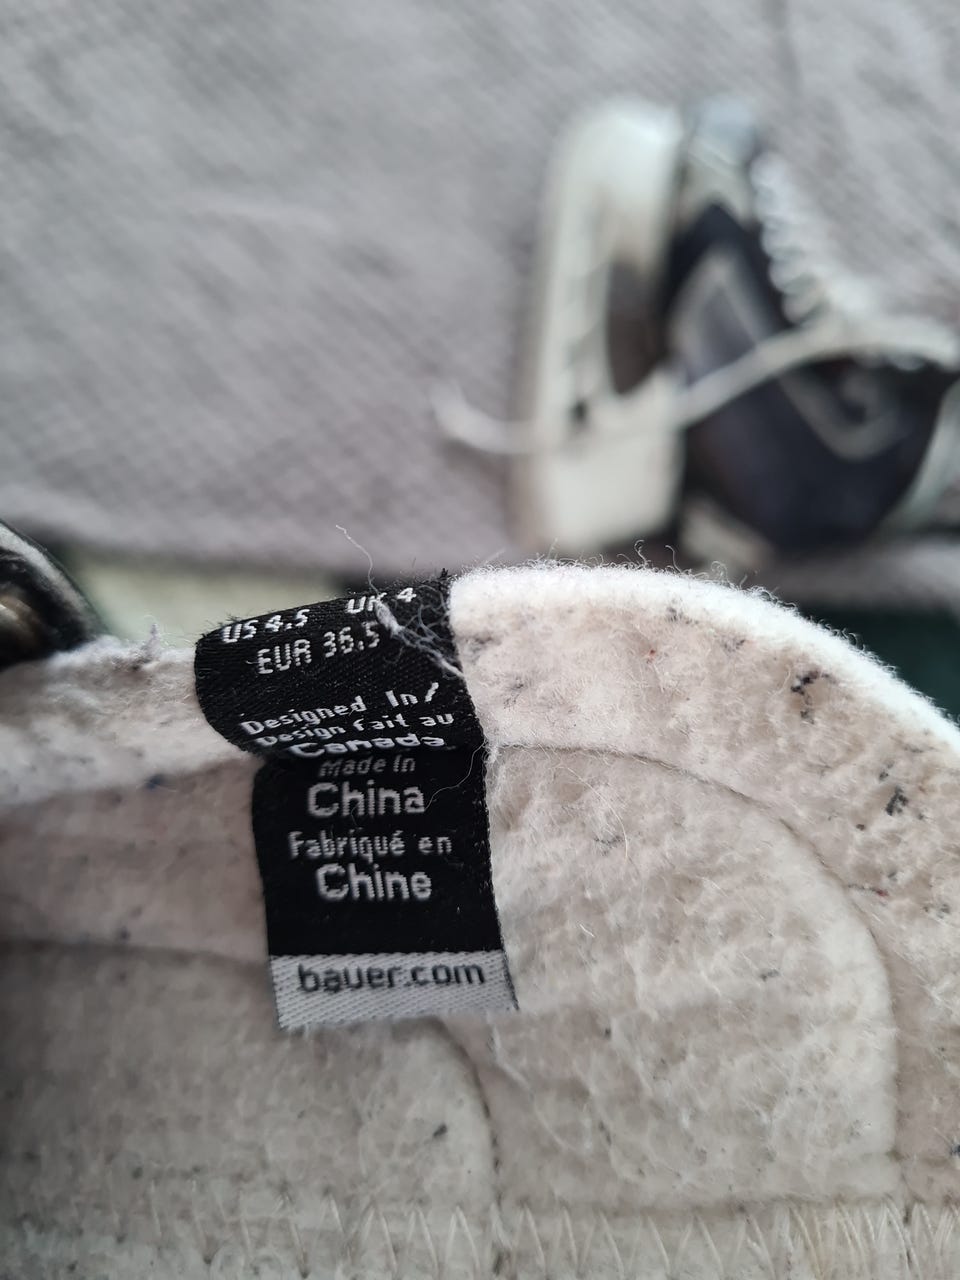 US 4.5 UK 4
EUR 36.5
Designed In/
Design fait au
Canada
Made in
China
Fabriqué en
Chine
bauer.com